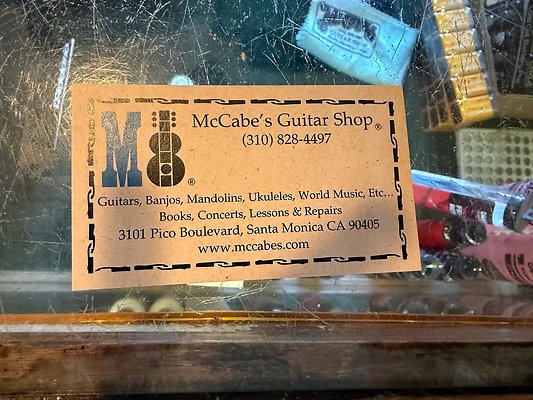 McCabe's Guitar Shop ®
(310) 828-4497
M8 ®
Guitars, Banjos, Mandolins, Ukuleles, World Music, Etc...
Books, Concerts, Lessons & Repairs
3101 Pico Boulevard, Santa Monica CA 90405
www.mccabes.com